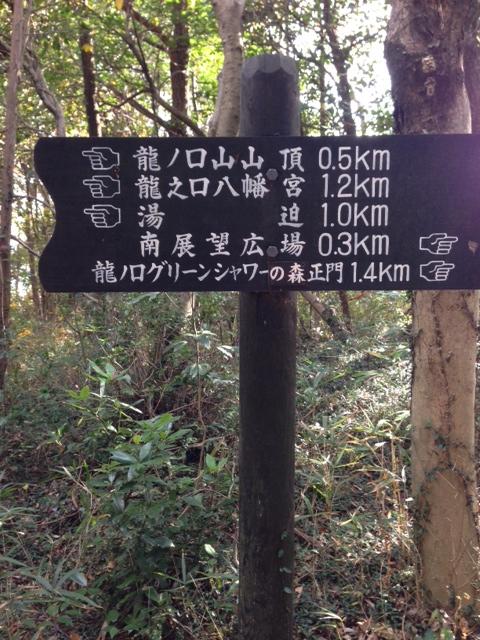 ☜ 龍ノ口山山頂 0.5km
☜ 龍之口八幡宮 1.2km
☜ 湯迫 1.0km
南展望広場 0.3km ☞
龍ノ口グリーンシャワーの森正門 1.4km ☞